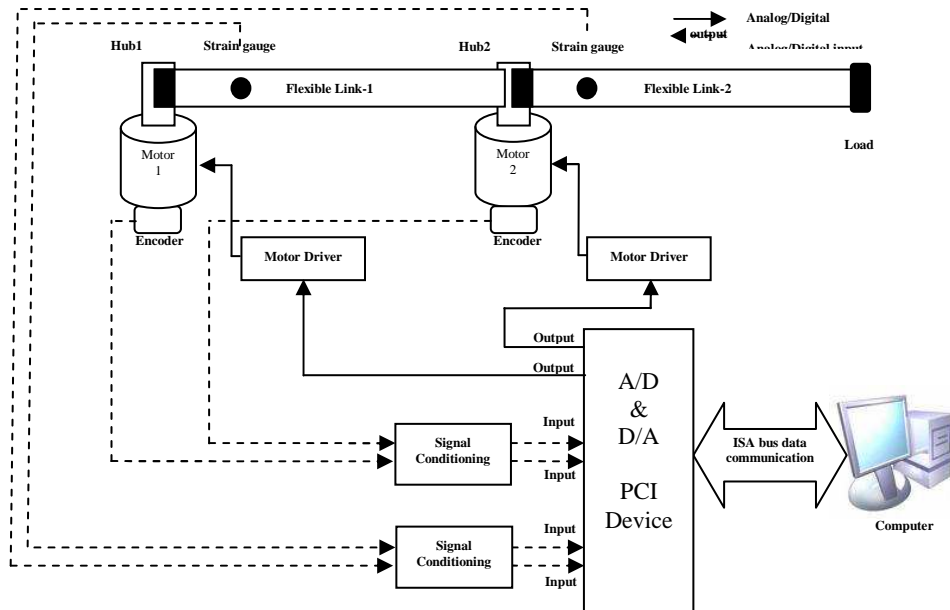 Analog/Digital
output
Analog/Digital input
Hub1
Strain gauge
Hub2
Strain gauge
Flexible Link-1
Flexible Link-2
Load
Motor
1
Motor
2
Encoder
Encoder
Motor Driver
Motor Driver
Output
Output
A/D
&
D/A
PCI
Device
Input
Signal
Conditioning
Input
ISA bus data
communication
Computer
Input
Signal
Conditioning
Input